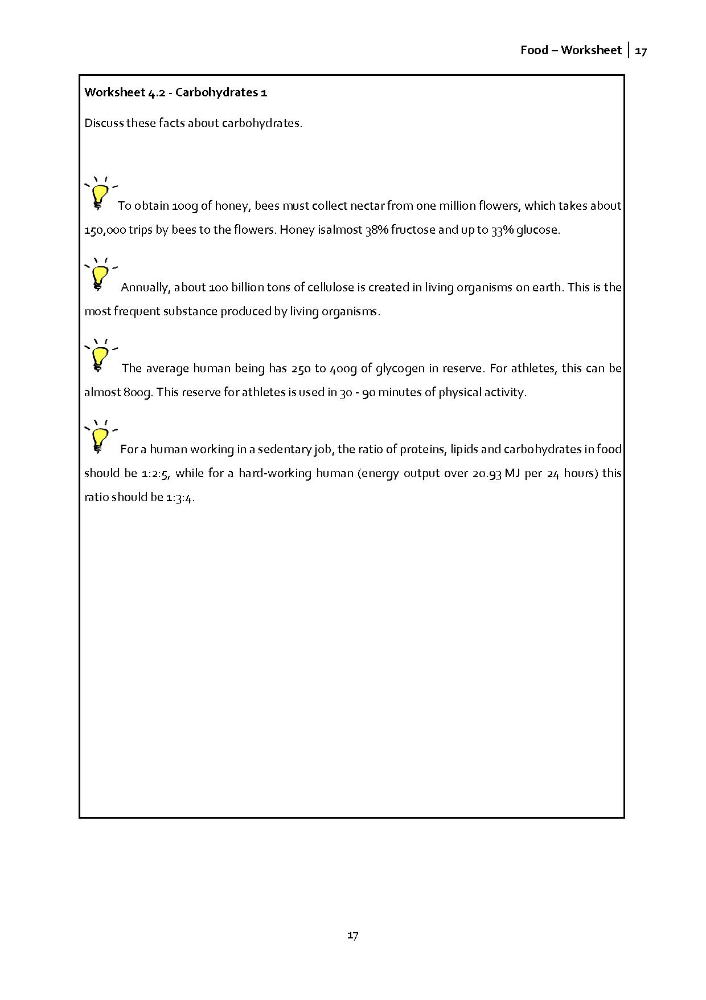 Food – Worksheet | 17
Worksheet 4.2 - Carbohydrates 1
Discuss these facts about carbohydrates.
To obtain 100g of honey, bees must collect nectar from one million flowers, which takes about
150,000 trips by bees to the flowers. Honey isalmost 38% fructose and up to 33% glucose.
Annually, about 100 billion tons of cellulose is created in living organisms on earth. This is the
most frequent substance produced by living organisms.
The average human being has 250 to 400g of glycogen in reserve. For athletes, this can be
almost 800g. This reserve for athletes is used in 30 - 90 minutes of physical activity.
For a human working in a sedentary job, the ratio of proteins, lipids and carbohydrates in food
should be 1:2:5, while for a hard-working human (energy output over 20.93 MJ per 24 hours) this
ratio should be 1:3:4.
17